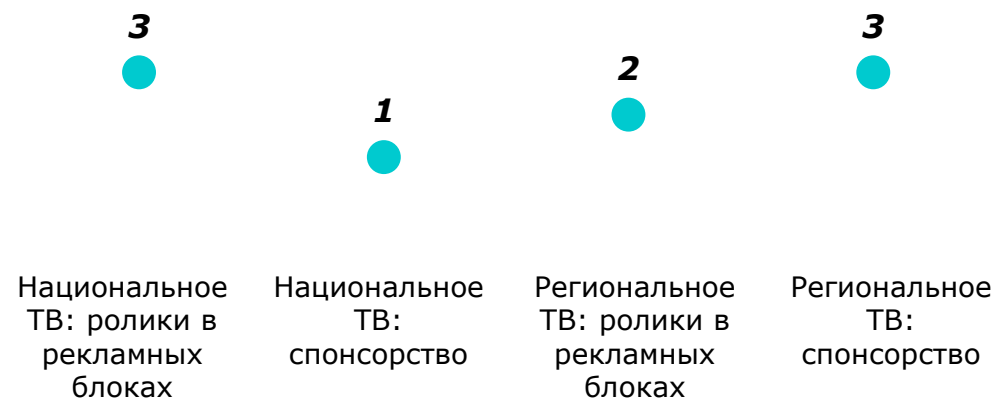 3
1
2
3
Национальное
ТВ: ролики в
рекламных
блоках
Национальное
ТВ:
спонсорство
Региональное
ТВ: ролики в
рекламных
блоках
Региональное
ТВ:
спонсорство